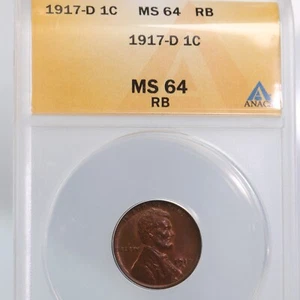 1917-D 1C MS 64 RB
1917-D 1C
MS 64
RB
ANACS